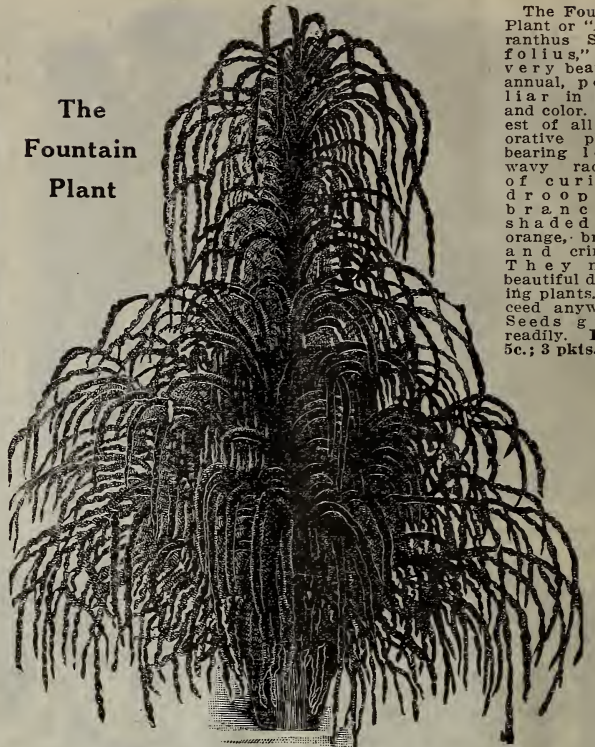 The
Fountain
Plant
The Fou
Plant or "
ranthus S
folius,"
very bea
annual, p
liar in
and color.
est of all
orative p
bearing l
wavy rac
of curi
droop
branc
shaded
orange, br
and cri
They m
beautiful d
ing plants.
ceed anyw
Seeds g
readily.
5c.; 3 pkts.